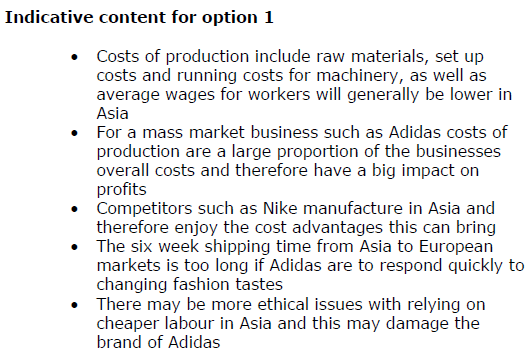 Indicative content for option 1
• Costs of production include raw materials, set up
costs and running costs for machinery, as well as
average wages for workers will generally be lower in
Asia
• For a mass market business such as Adidas costs of
production are a large proportion of the businesses
overall costs and therefore have a big impact on
profits
• Competitors such as Nike manufacture in Asia and
therefore enjoy the cost advantages this can bring
• The six week shipping time from Asia to European
markets is too long if Adidas are to respond quickly to
changing fashion tastes
• There may be more ethical issues with relying on
cheaper labour in Asia and this may damage the
brand of Adidas